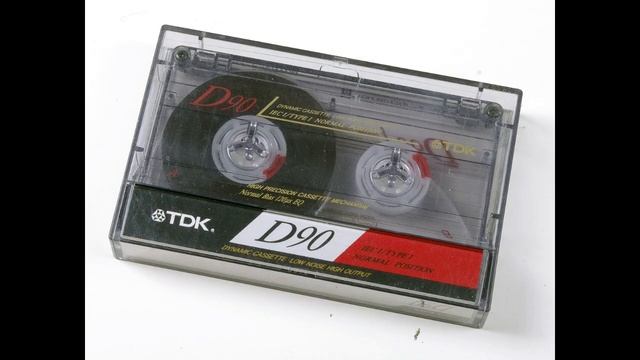 D90
DYNAMIC CASSETTE
IEC I/TYPE I NORMAL POSITION
TDK
HIGH PRECISION CASSETTE MECHANISM
Normal Bias 120µs EQ
TDK.
D90
IEC I/TYPE I
NORMAL POSITION
DYNAMIC CASSETTE LOW NOISE HIGH OUTPUT